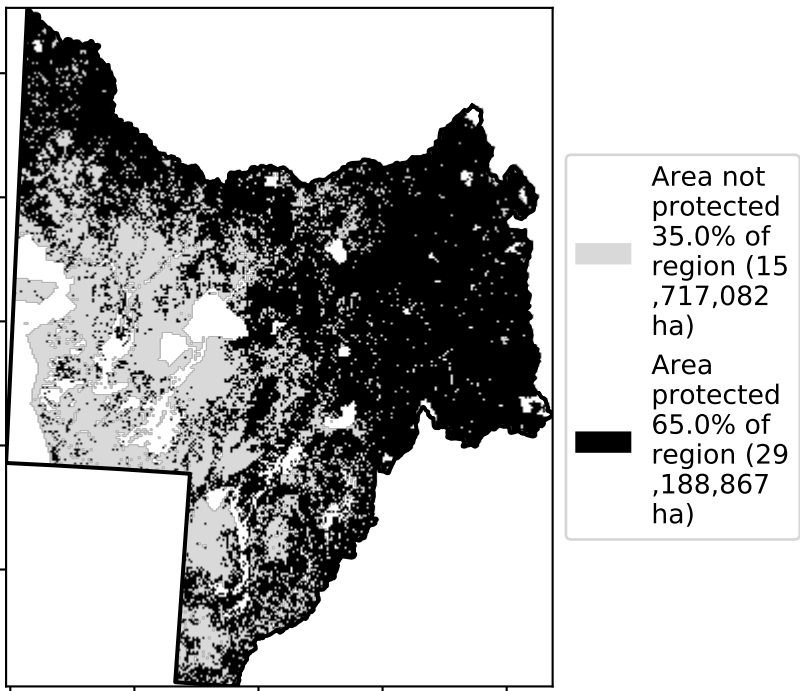 Area not
protected
35.0% of
region (15
,717,082
ha)
Area
protected
65.0% of
region (29
,188,867
ha)